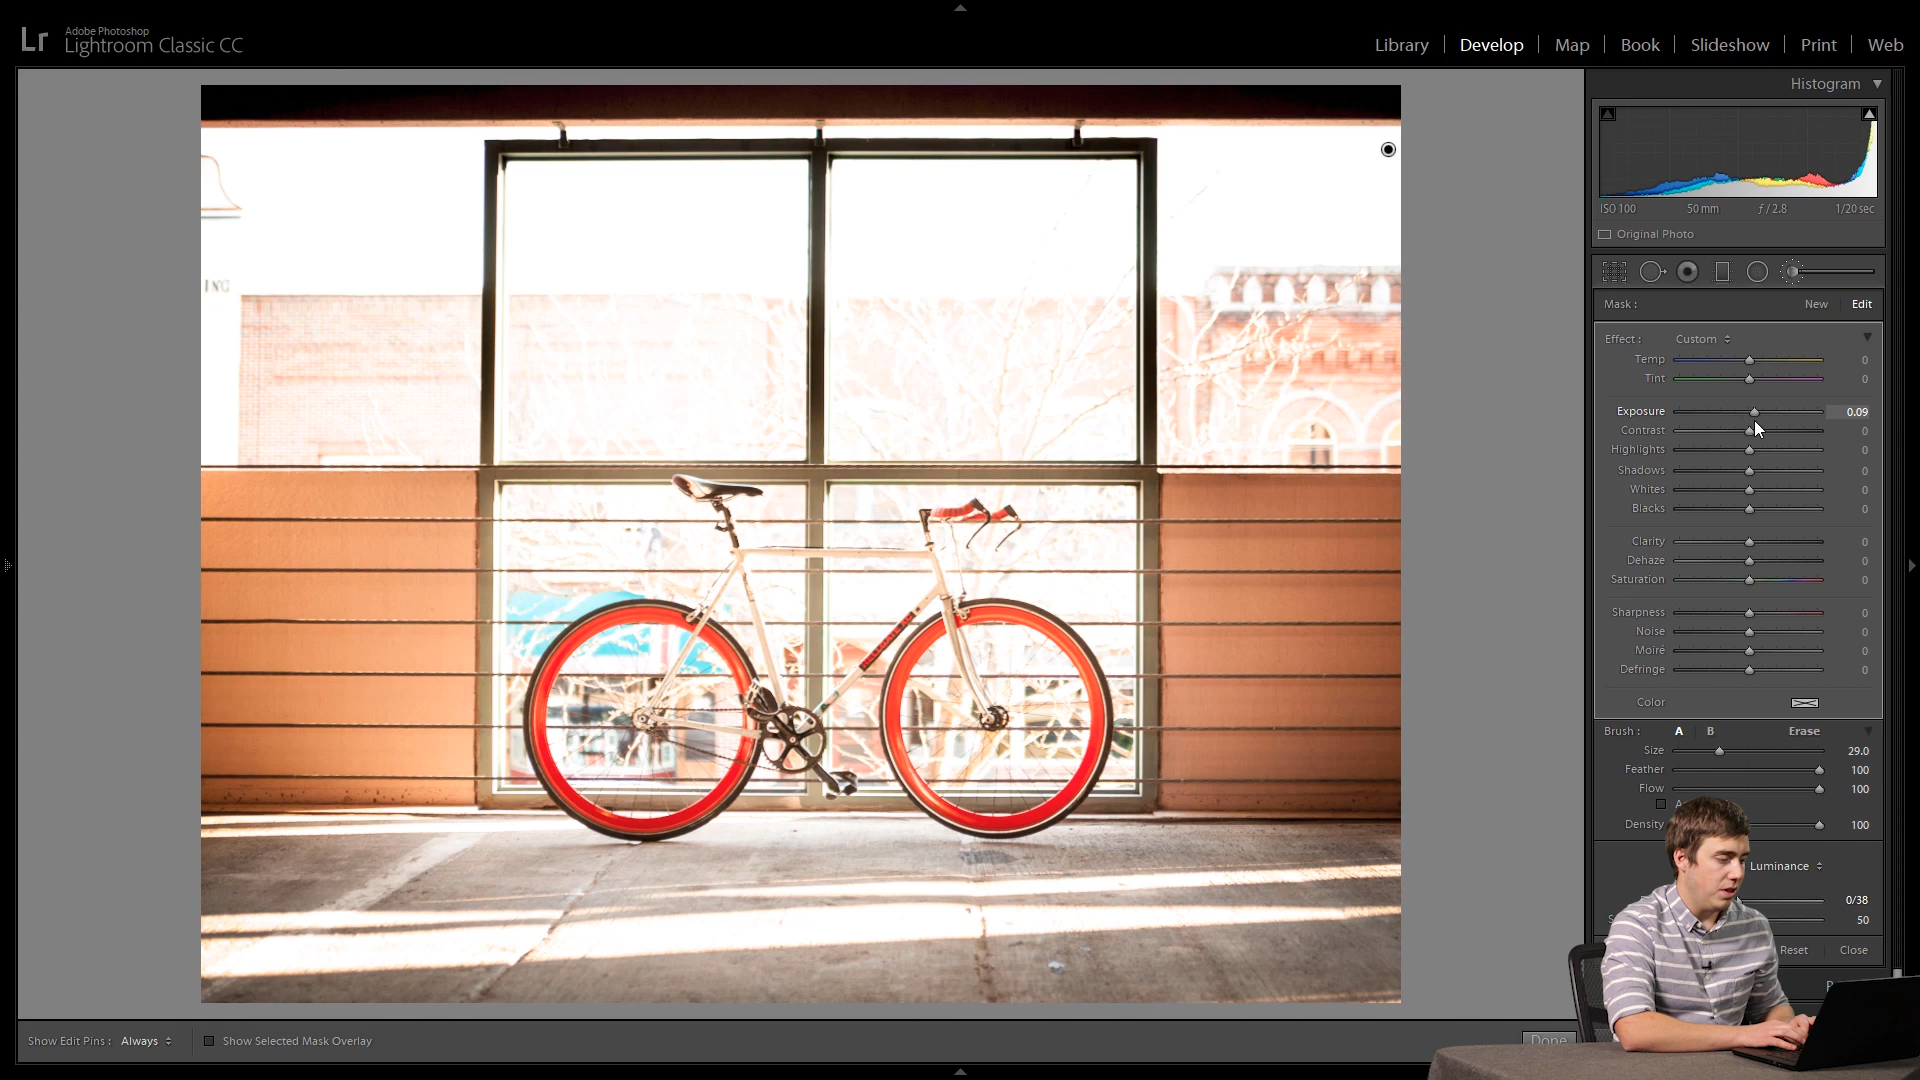 Lr
Adobe Photoshop
Lightroom Classic CC
Library Develop Map Book Slideshow Print Web
Histogram
ISO 100 50 mm ƒ / 2.8 1/20 sec
Original Photo
Mask : New Edit
Effect : Custom
Temp 0
Tint 0
Exposure 0.09
Contrast 0
Highlights 0
Shadows 0
Whites 0
Blacks 0
Clarity 0
Dehaze 0
Saturation 0
Sharpness 0
Noise 0
Moiré 0
Defringe 0
Color
Brush : A B Erase
Size 29.0
Feather 100
Flow 100
A
Density 100
Luminance
0/38
S 50
Reset Close
ING
Show Edit Pins : Always Show Selected Mask Overlay Done